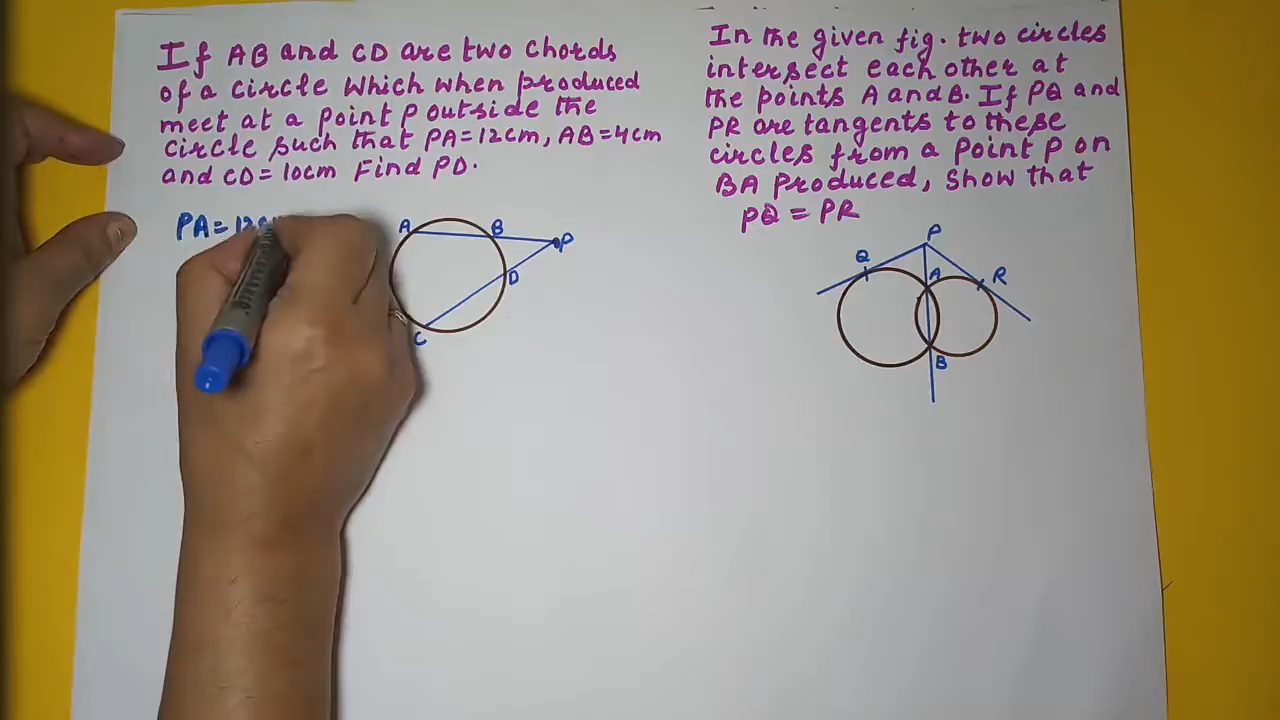 If AB and CD are two chords
of a circle which when produced
meet at a point P outside the
circle such that PA=12cm, AB=4cm
and CD=10cm Find PD.
PA=12c
A
B
P
D
C
In the given fig. two circles
intersect each other at
the points A and B. If PQ and
PR are tangents to these
circles from a point P on
BA produced, show that
PQ = PR
P
Q
A
R
B